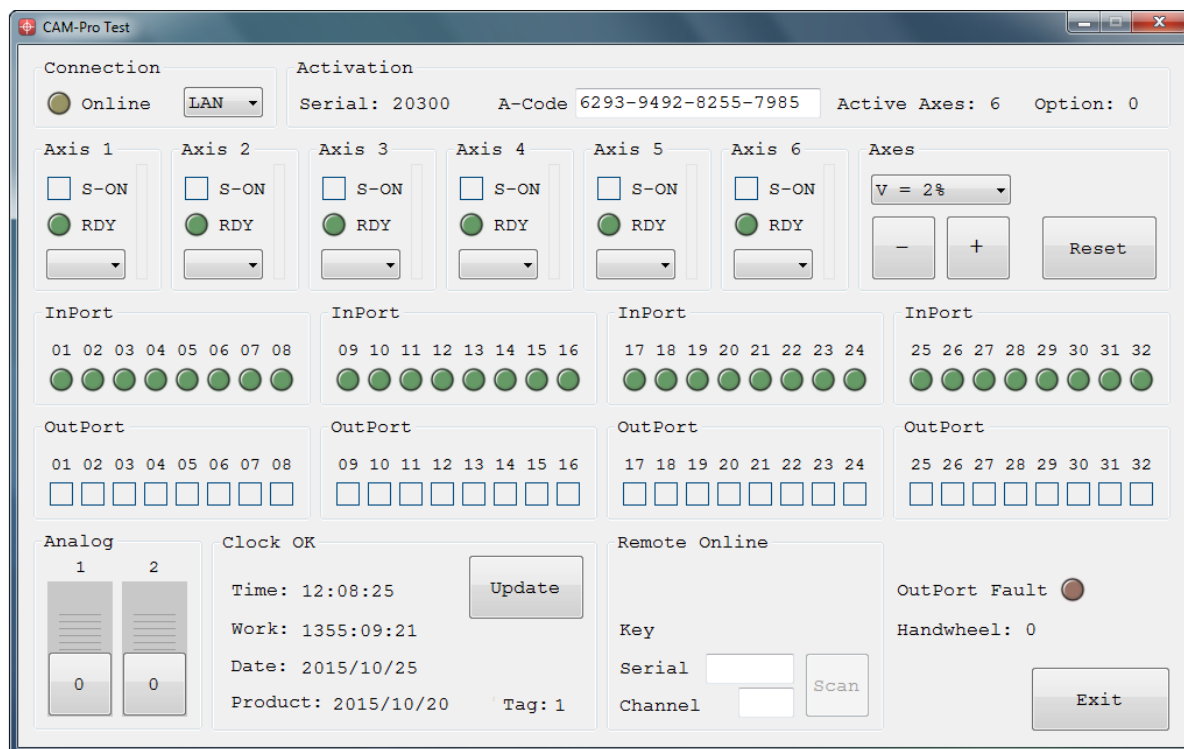 CAM-Pro Test
Connection Activation
Online LAN Serial: 20300 A-Code 6293-9492-8255-7985 Active Axes: 6 Option: 0
Axis 1 Axis 2 Axis 3 Axis 4 Axis 5 Axis 6 Axes
S-ON S-ON S-ON S-ON S-ON S-ON V = 2%
RDY RDY RDY RDY RDY RDY
- + Reset
InPort InPort InPort InPort
01 02 03 04 05 06 07 08 09 10 11 12 13 14 15 16 17 18 19 20 21 22 23 24 25 26 27 28 29 30 31 32
OutPort OutPort OutPort OutPort
01 02 03 04 05 06 07 08 09 10 11 12 13 14 15 16 17 18 19 20 21 22 23 24 25 26 27 28 29 30 31 32
Analog Clock OK Remote Online
1 2
Time: 12:08:25 Update OutPort Fault
Work: 1355:09:21 Key Handwheel: 0
Date: 2015/10/25 Serial
0 0 Scan
Product: 2015/10/20 Tag: 1 Channel Exit